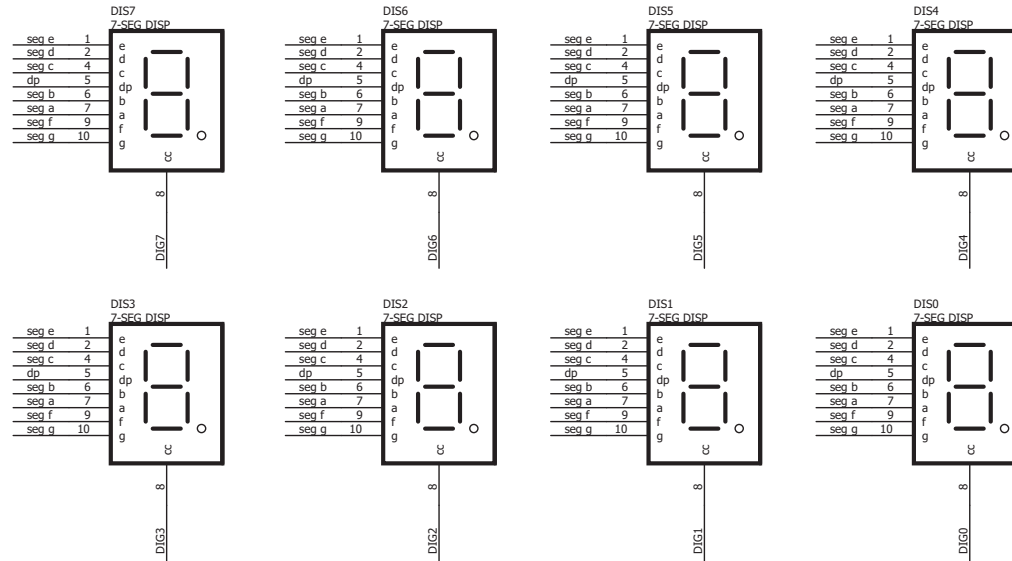 DIS7 DIS6 DIS5 DIS4
7-SEG DISP 7-SEG DISP 7-SEG DISP 7-SEG DISP
seg e 1 e seg e 1 e seg e 1 e seg e 1 e
seg d 2 d seg d 2 d seg d 2 d seg d 2 d
seg c 4 c seg c 4 c seg c 4 c seg c 4 c
dp 5 dp dp 5 dp dp 5 dp dp 5 dp
seg b 6 b seg b 6 b seg b 6 b seg b 6 b
seg a 7 a seg a 7 a seg a 7 a seg a 7 a
seg f 9 f seg f 9 f seg f 9 f seg f 9 f
seg g 10 g seg g 10 g seg g 10 g seg g 10 g
CC CC CC CC
8 8 8 8
DIG7 DIG6 DIG5 DIG4
DIS3 DIS2 DIS1 DIS0
7-SEG DISP 7-SEG DISP 7-SEG DISP 7-SEG DISP
seg e 1 e seg e 1 e seg e 1 e seg e 1 e
seg d 2 d seg d 2 d seg d 2 d seg d 2 d
seg c 4 c seg c 4 c seg c 4 c seg c 4 c
dp 5 dp dp 5 dp dp 5 dp dp 5 dp
seg b 6 b seg b 6 b seg b 6 b seg b 6 b
seg a 7 a seg a 7 a seg a 7 a seg a 7 a
seg f 9 f seg f 9 f seg f 9 f seg f 9 f
seg g 10 g seg g 10 g seg g 10 g seg g 10 g
CC CC CC CC
8 8 8 8
DIG3 DIG2 DIG1 DIG0